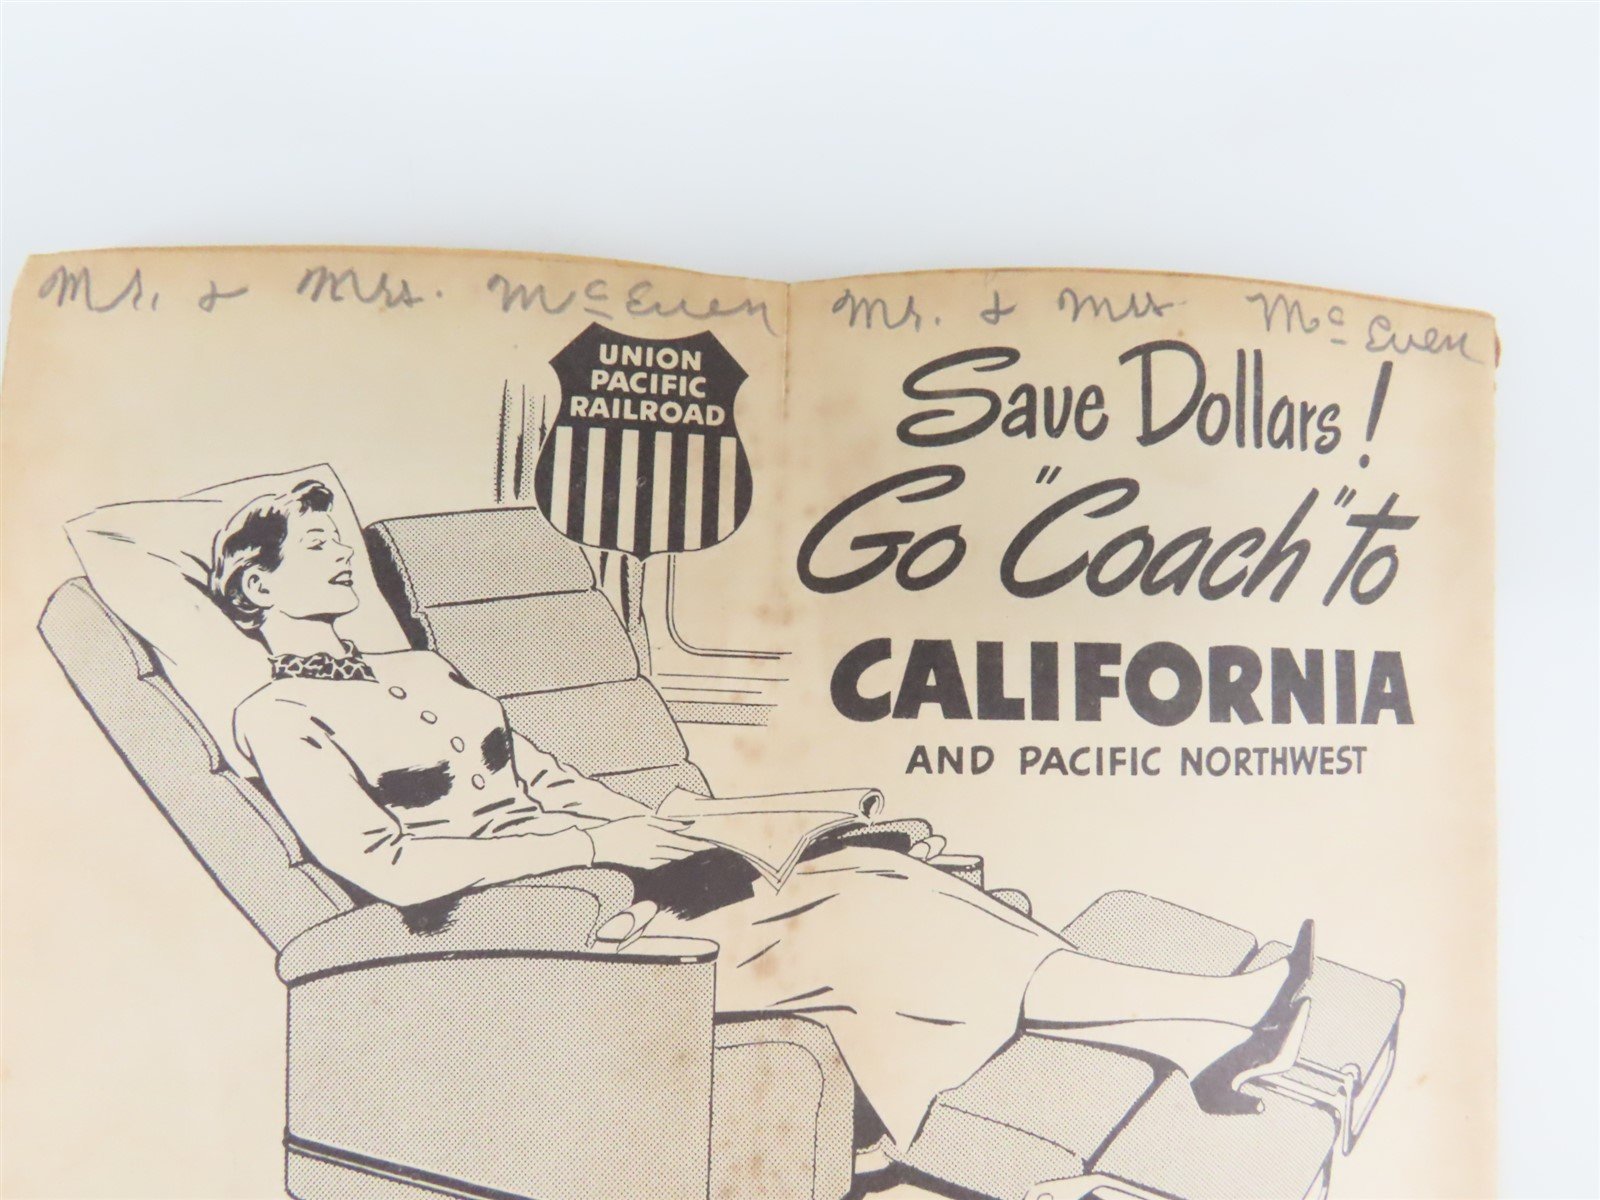 Mr. & Mrs. McEwen
Mr. & Mrs McEwen
UNION
PACIFIC
RAILROAD
Save Dollars!
Go "Coach" to
CALIFORNIA
AND PACIFIC NORTHWEST